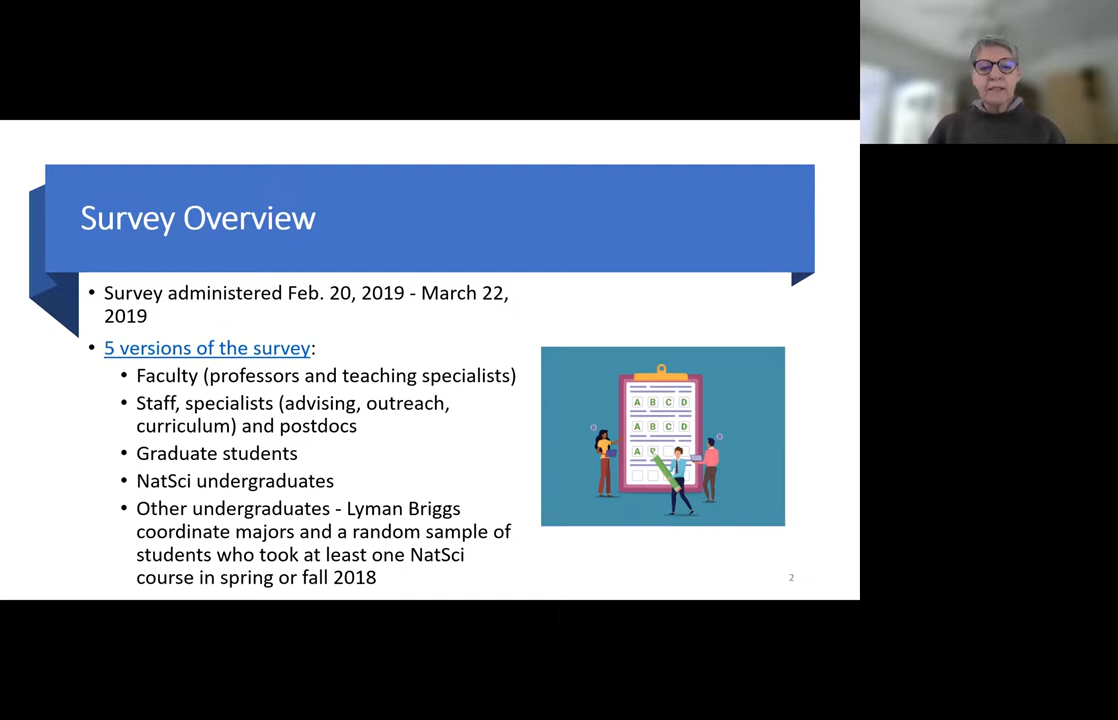 Survey Overview
• Survey administered Feb. 20, 2019 - March 22,
2019
• 5 versions of the survey:
• Faculty (professors and teaching specialists)
• Staff, specialists (advising, outreach,
curriculum) and postdocs
• Graduate students
• NatSci undergraduates
• Other undergraduates - Lyman Briggs
coordinate majors and a random sample of
students who took at least one NatSci
course in spring or fall 2018
A B C D
A B C D
A B
2